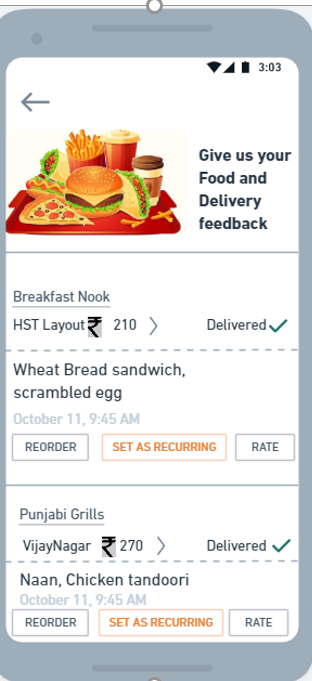 3:03
Give us your
Food and
Delivery
feedback
Breakfast Nook
HST Layout ₹ 210 Delivered
Wheat Bread sandwich,
scrambled egg
October 11, 9:45 AM
REORDER SET AS RECURRING RATE
Punjabi Grills
VijayNagar ₹ 270 Delivered
Naan, Chicken tandoori
October 11, 9:45 AM
REORDER SET AS RECURRING RATE